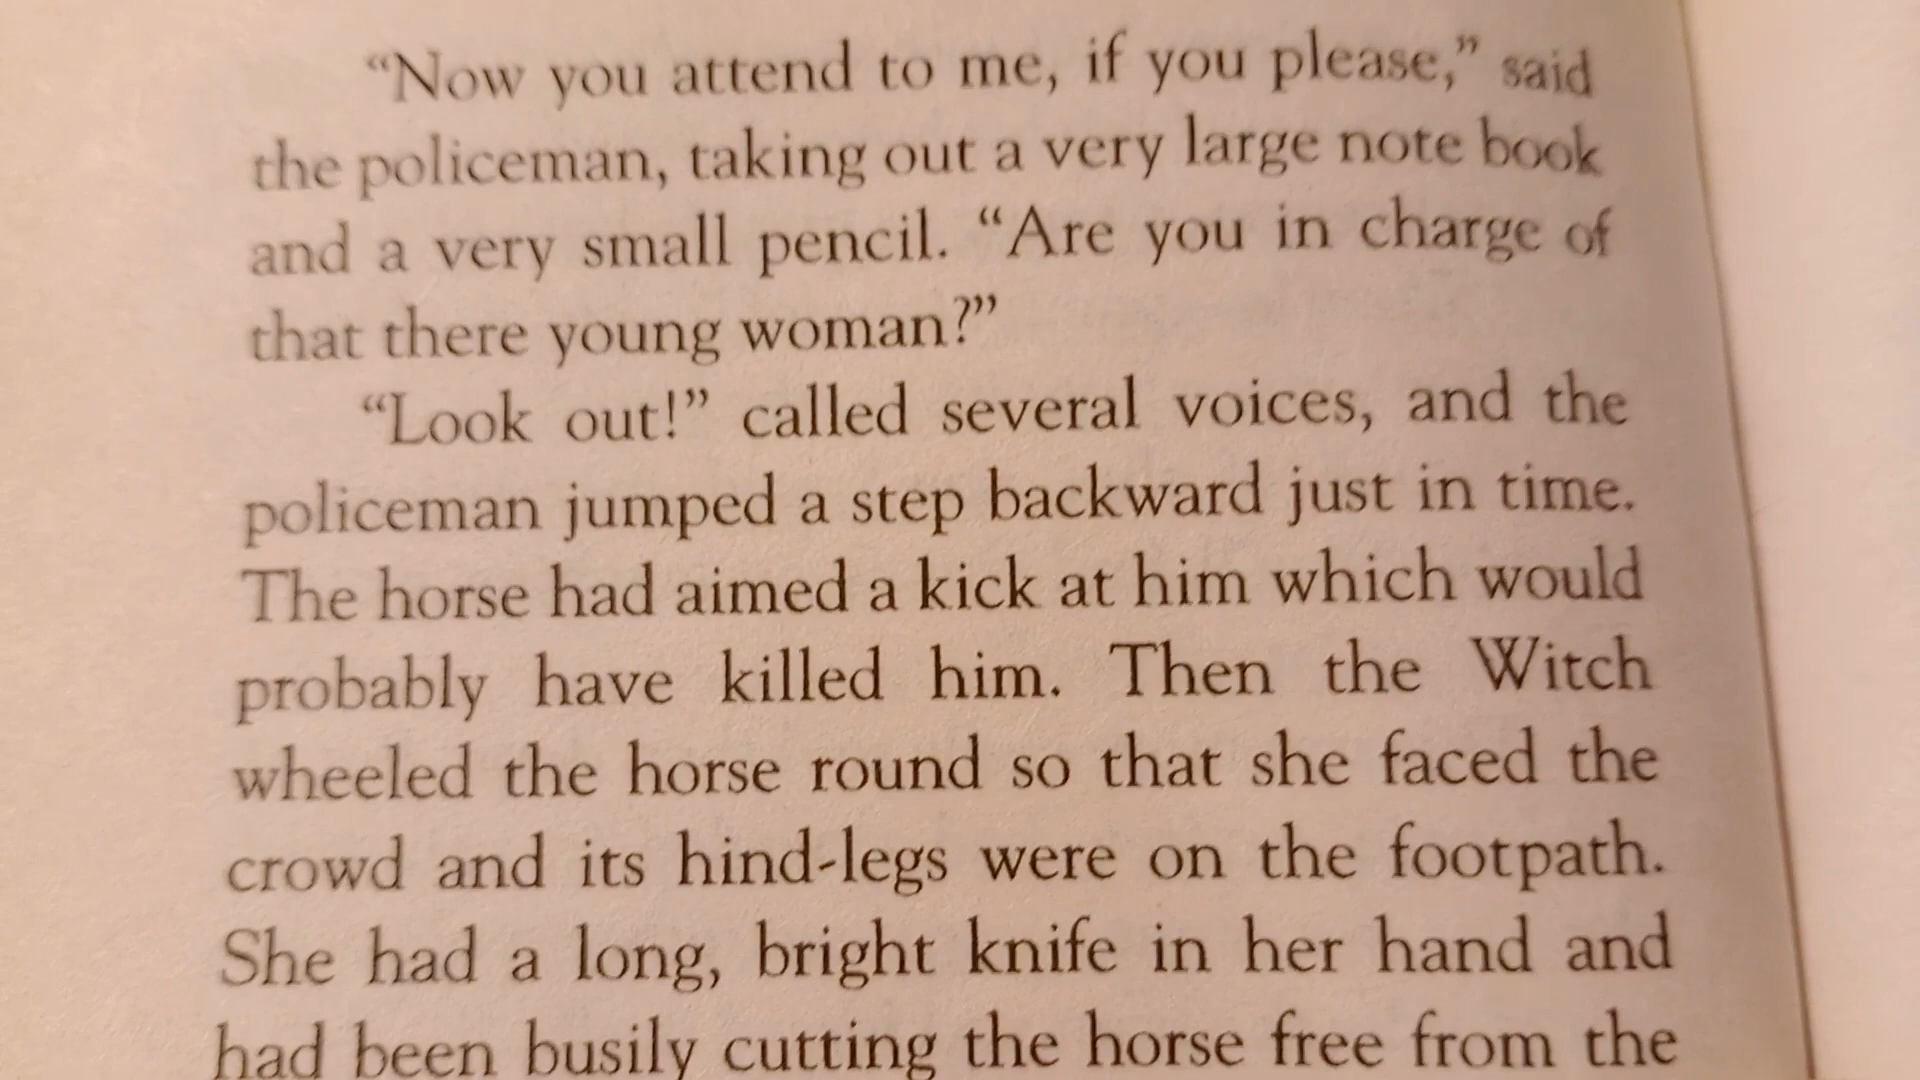 “Now you attend to me, if you please,” said
the policeman, taking out a very large note book
and a very small pencil. “Are you in charge of
that there young woman?”
“Look out!” called several voices, and the
policeman jumped a step backward just in time.
The horse had aimed a kick at him which would
probably have killed him. Then the Witch
wheeled the horse round so that she faced the
crowd and its hind-legs were on the footpath.
She had a long, bright knife in her hand and
had been busily cutting the horse free from the